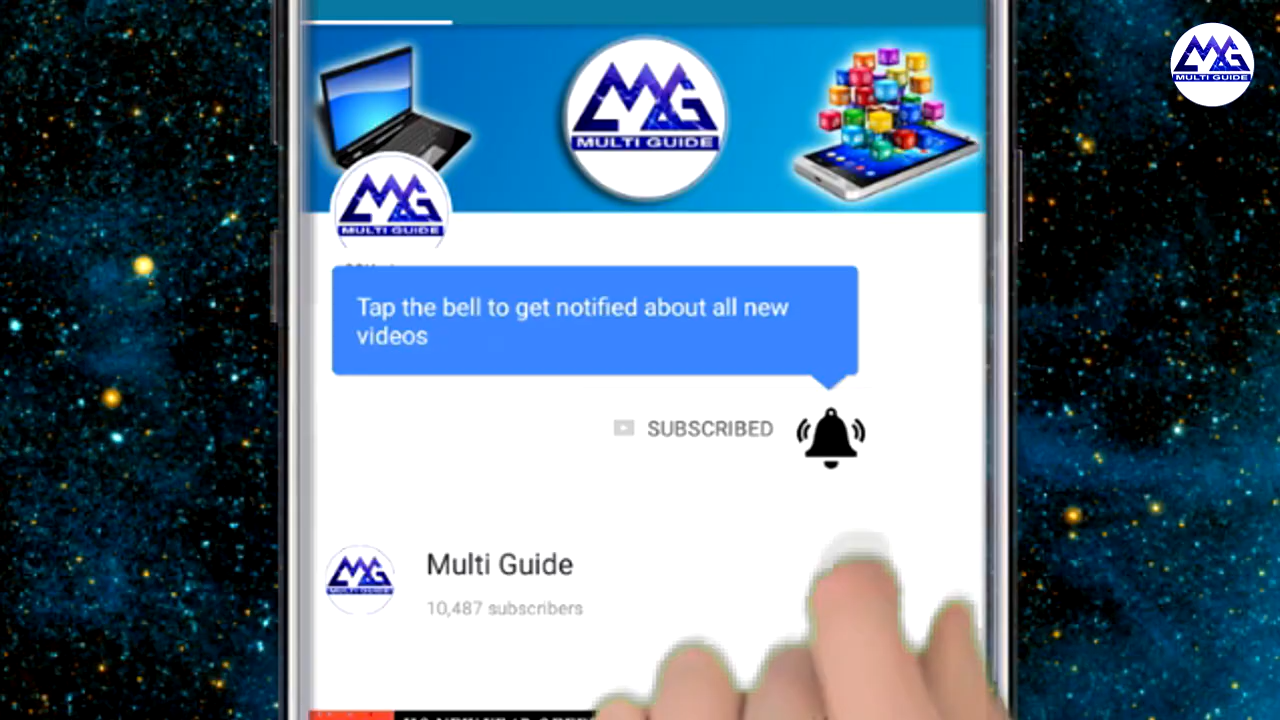 MULTI GUIDE
MULTI GUIDE
MULTI GUIDE
Tap the bell to get notified about all new
videos
SUBSCRIBED
Multi Guide
MULTI GUIDE
10,487 subscribers